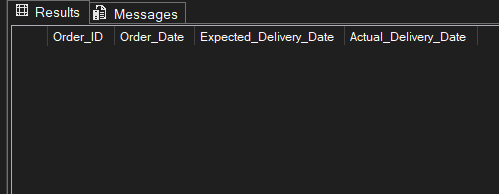 Results Messages
Order_ID Order_Date Expected_Delivery_Date Actual_Delivery_Date